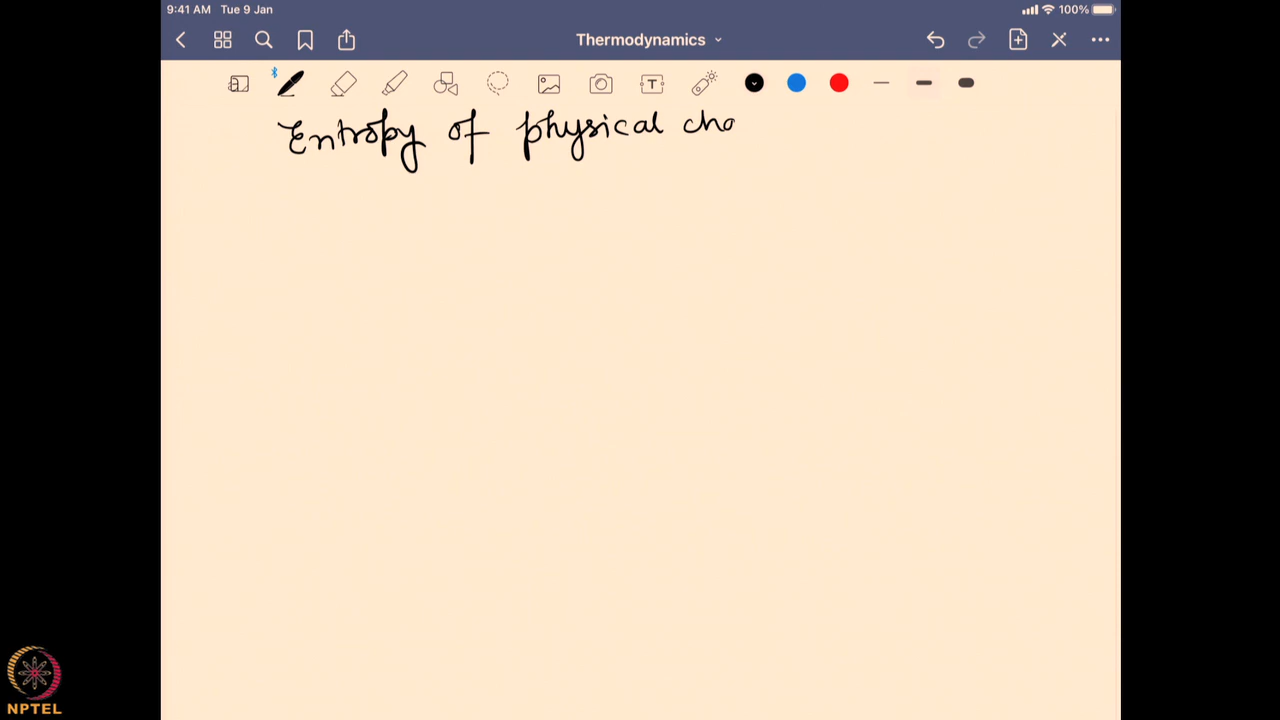 9:41 AM Tue 9 Jan 100%
Thermodynamics
T
Entropy of physical cha
NPTEL